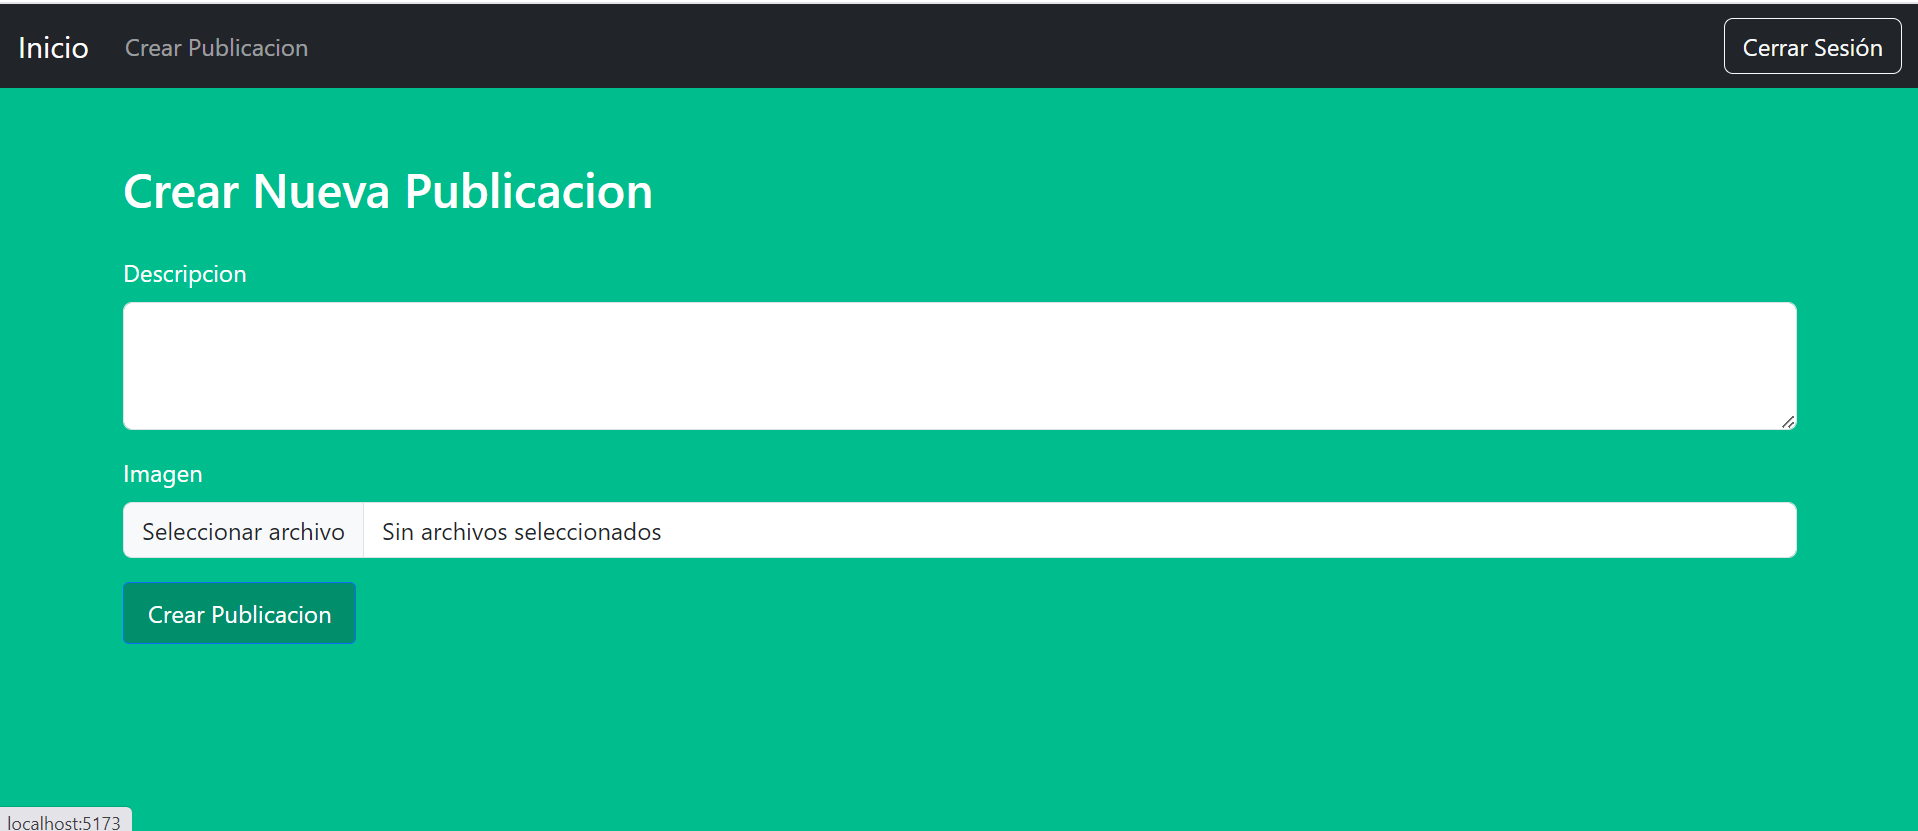 Inicio Crear Publicacion Cerrar Sesión
Crear Nueva Publicacion
Descripcion
Imagen
Seleccionar archivo Sin archivos seleccionados
Crear Publicacion
localhost:5173